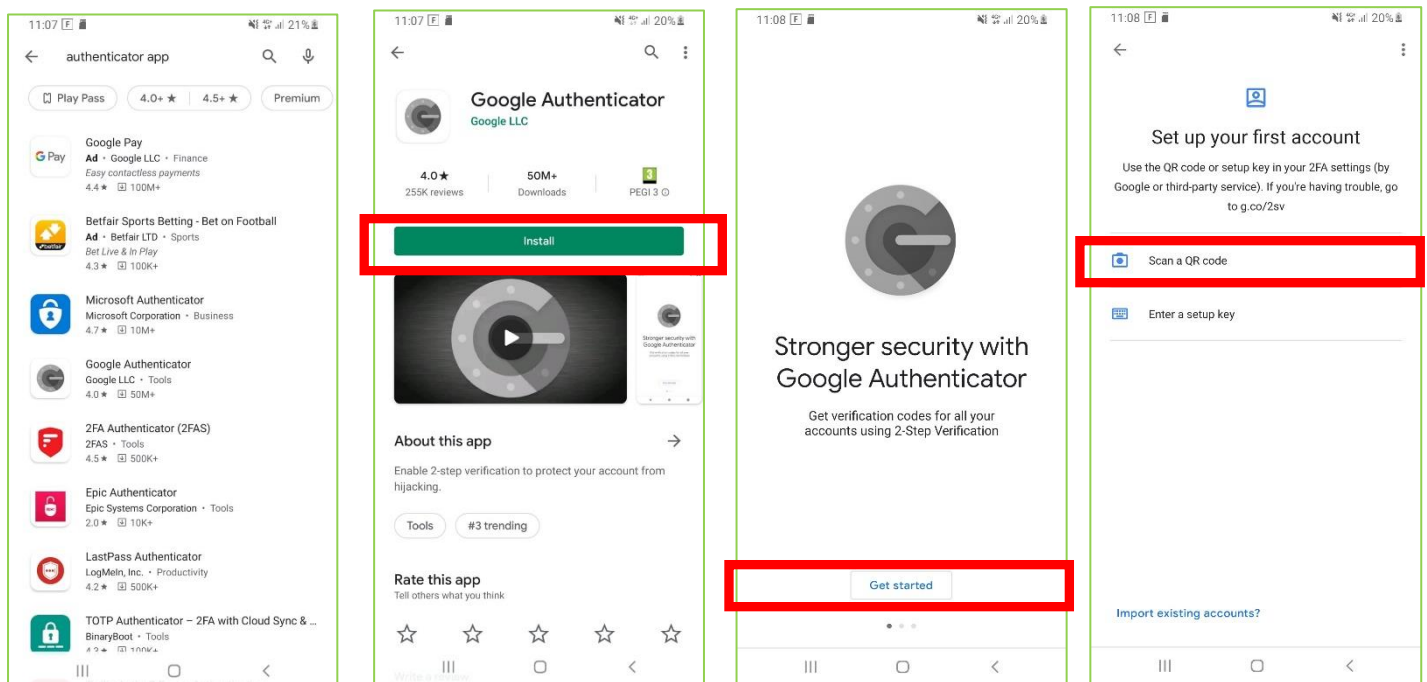 11:07 F 21%
authenticator app
Play Pass 4.0+ ★ 4.5+ ★ Premium
G Pay
Google Pay
Ad • Google LLC • Finance
Easy contactless payments
4.4★ 100M+
Betfair Sports Betting - Bet on Football
Ad • Betfair LTD • Sports
Bet Live & In Play
4.3★ 100K+
Microsoft Authenticator
Microsoft Corporation • Business
4.7★ 10M+
Google Authenticator
Google LLC • Tools
4.0★ 50M+
2FA Authenticator (2FAS)
2FAS • Tools
4.5★ 500K+
Epic Authenticator
Epic Systems Corporation • Tools
2.0★ 10K+
LastPass Authenticator
LogMeIn, Inc. • Productivity
4.2★ 500K+
TOTP Authenticator – 2FA with Cloud Sync & ...
BinaryBoot • Tools
4.3★ 100K+
11:07 F 20%
Google Authenticator
Google LLC
4.0★ 50M+ 3
255K reviews Downloads PEGI 3
Install
Stronger security with
Google Authenticator
About this app
Enable 2-step verification to protect your account from
hijacking.
Tools #3 trending
Rate this app
Tell others what you think
Write a review
11:08 F 20%
Stronger security with
Google Authenticator
Get verification codes for all your
accounts using 2-Step Verification
Get started
11:08 F 20%
Set up your first account
Use the QR code or setup key in your 2FA settings (by
Google or third-party service). If you're having trouble, go
to g.co/2sv
Scan a QR code
Enter a setup key
Import existing accounts?